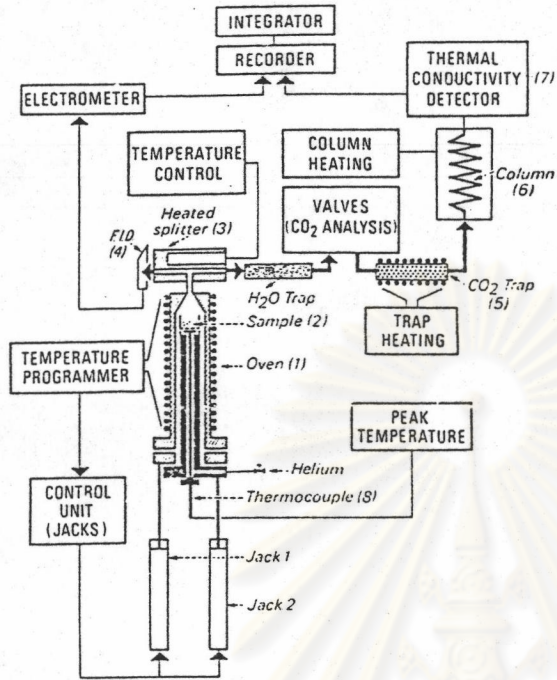 INTEGRATOR
RECORDER
ELECTROMETER
THERMAL
CONDUCTIVITY
DETECTOR
(7)
TEMPERATURE
CONTROL
COLUMN
HEATING
Column
(6)
Heated
splitter (3)
F.I.D
(4)
VALVES
(CO2 ANALYSIS)
H2O Trap
CO2 Trap
(5)
TRAP
HEATING
Sample (2)
Oven (1)
TEMPERATURE
PROGRAMMER
PEAK
TEMPERATURE
Helium
Thermocouple (8)
CONTROL
UNIT
(JACKS)
Jack 1
Jack 2